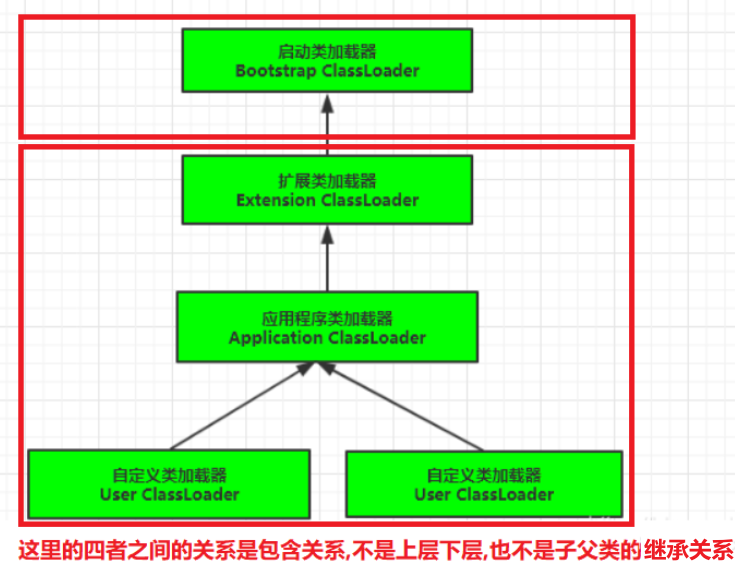 启动类加载器
Bootstrap ClassLoader
扩展类加载器
Extension ClassLoader
应用程序类加载器
Application ClassLoader
自定义类加载器
User ClassLoader
自定义类加载器
User ClassLoader
这里的四者之间的关系是包含关系,不是上层下层,也不是子父类的继承关系